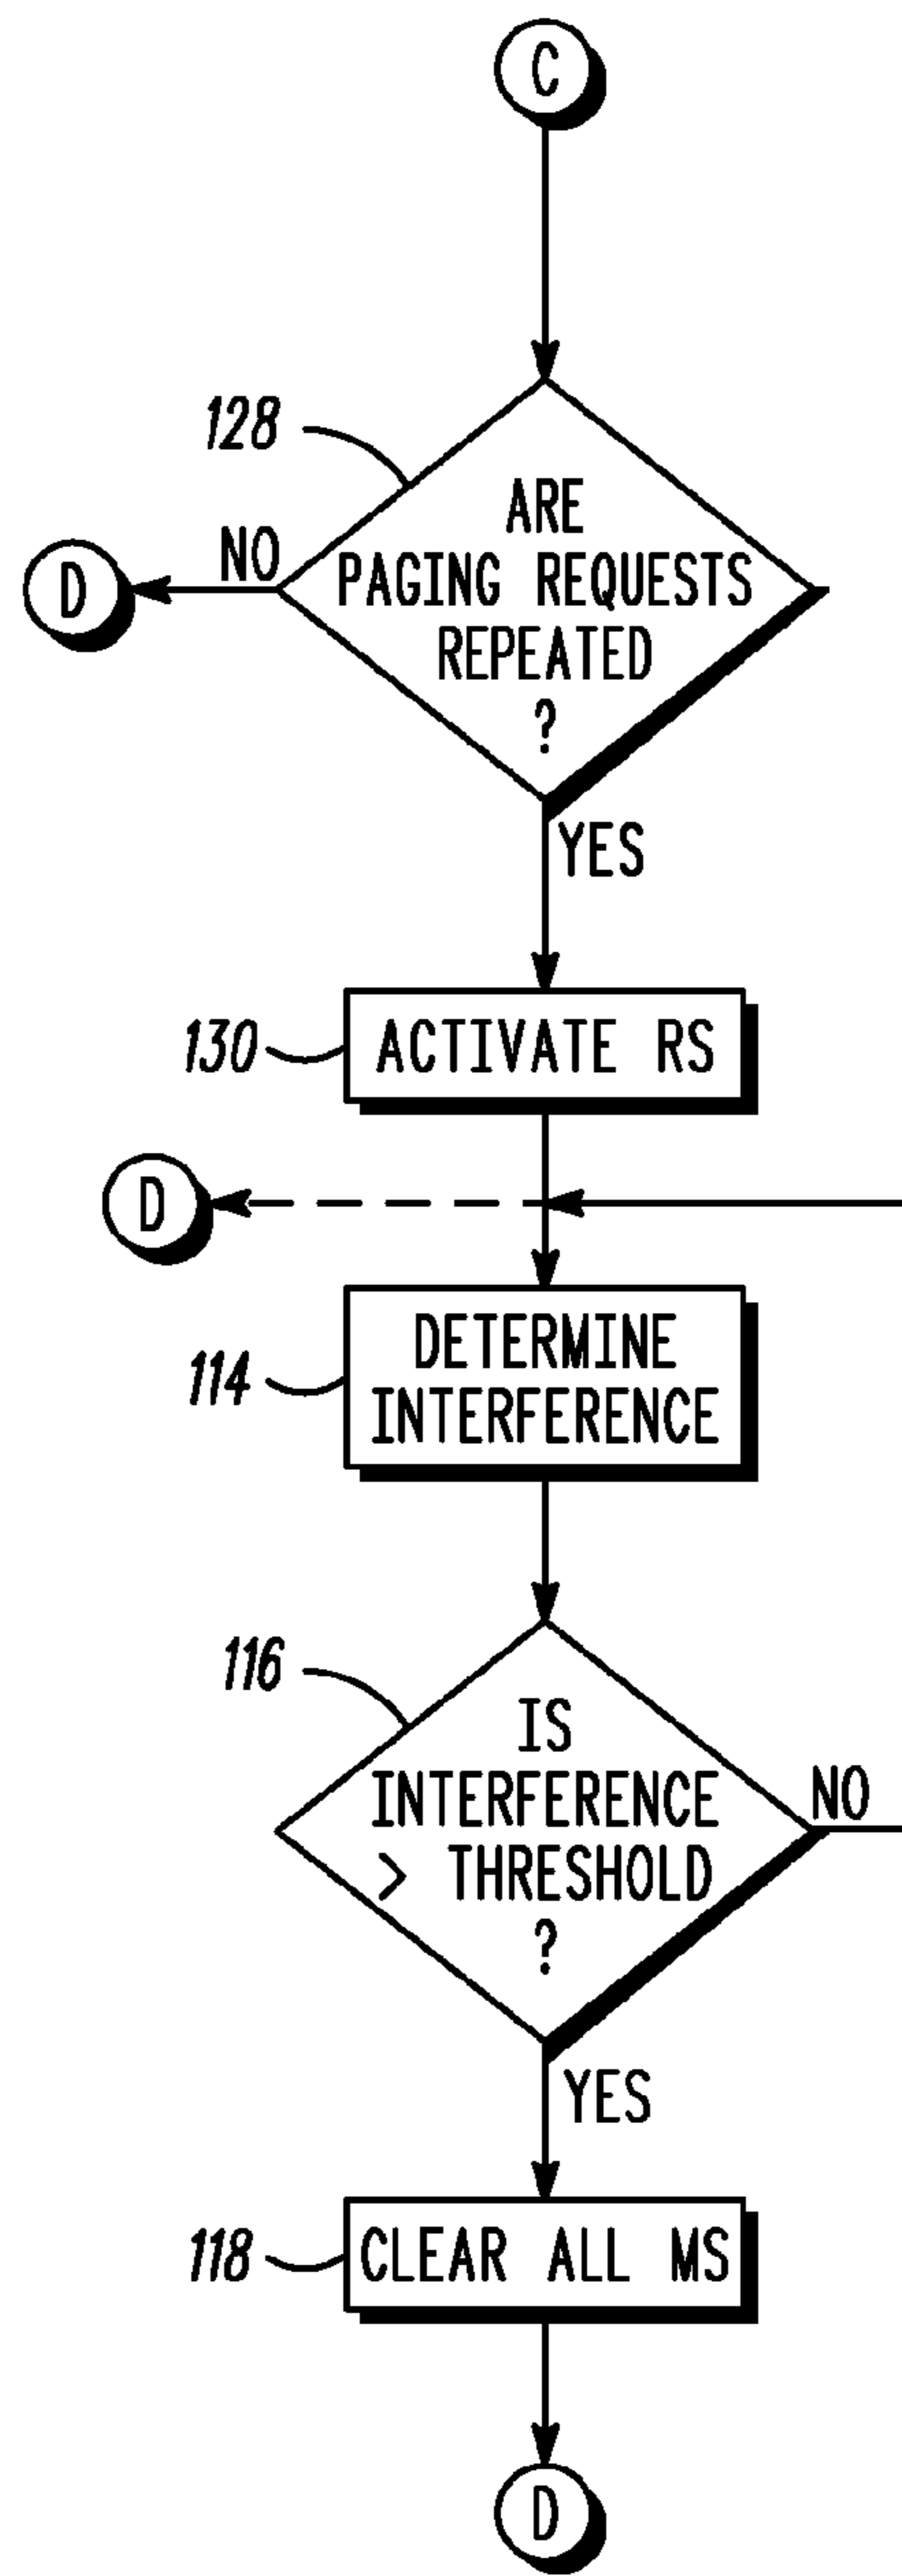 C
128
ARE
PAGING REQUESTS
REPEATED
?
NO
D
YES
130
ACTIVATE RS
D
114
DETERMINE
INTERFERENCE
116
IS
INTERFERENCE
> THRESHOLD
?
NO
YES
118
CLEAR ALL MS
D